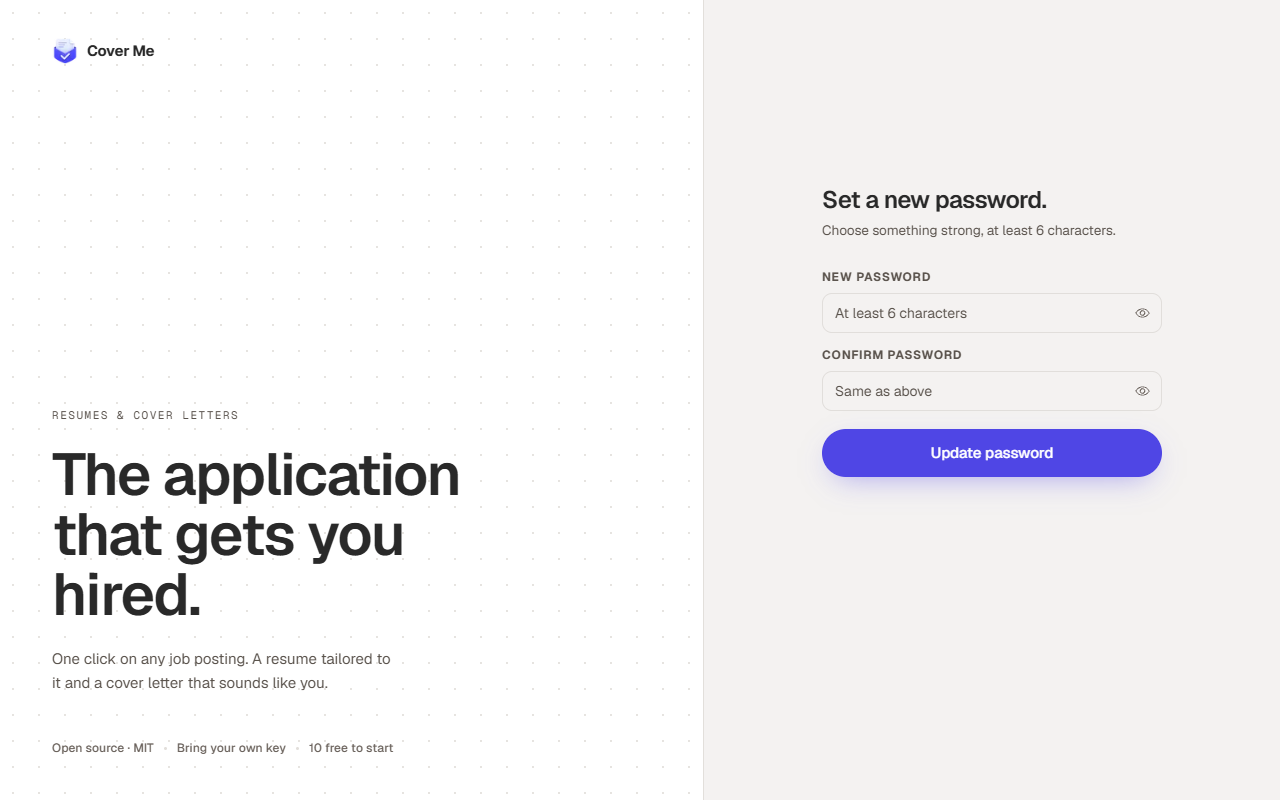 Cover Me
RESUMES & COVER LETTERS
The application
that gets you
hired.
One click on any job posting. A resume tailored to
it and a cover letter that sounds like you.
Open source · MIT · Bring your own key · 10 free to start
Set a new password.
Choose something strong, at least 6 characters.
NEW PASSWORD
At least 6 characters
CONFIRM PASSWORD
Same as above
Update password